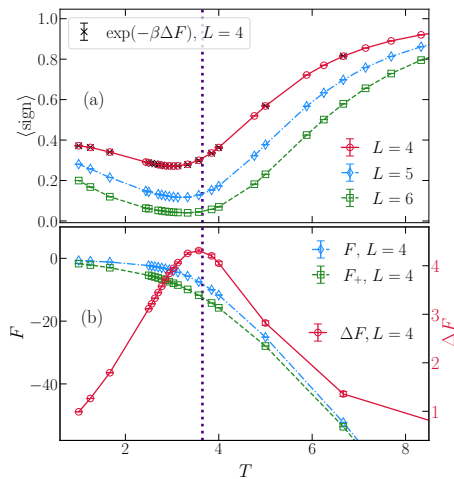 1.0
0.8
0.6
0.4
0.2
0.0
⟨sign⟩
exp(−βΔF), L = 4
(a)
L = 4
L = 5
L = 6
0
−20
−40
F
(b)
F, L = 4
F₊, L = 4
ΔF, L = 4
4
3
2
1
ΔF
2 4 6 8
T